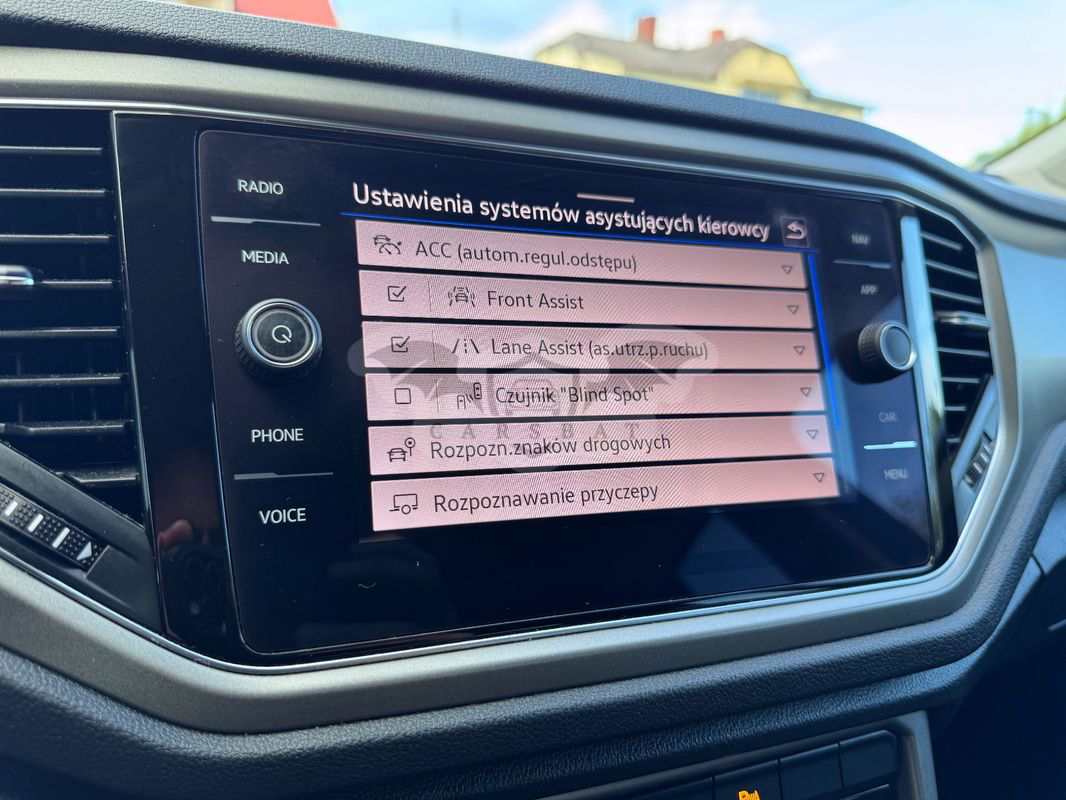 RADIO
MEDIA
PHONE
VOICE
Ustawienia systemów asystujących kierowcy
ACC (autom.regul.odstępu)
Front Assist
Lane Assist (as.utrz.p.ruchu)
Czujnik "Blind Spot"
Rozpozn.znaków drogowych
Rozpoznawanie przyczepy
CARSBAT
NAV
APP
CAR
MENU